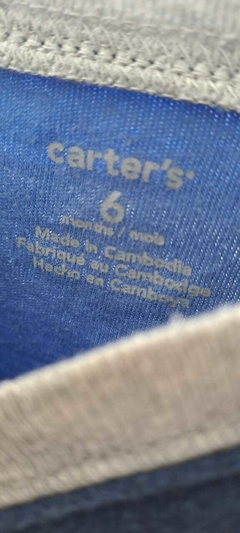 carter's
6
months / mois
Made in Cambodia
Fabriqué au Cambodge
Hecho en Camboya